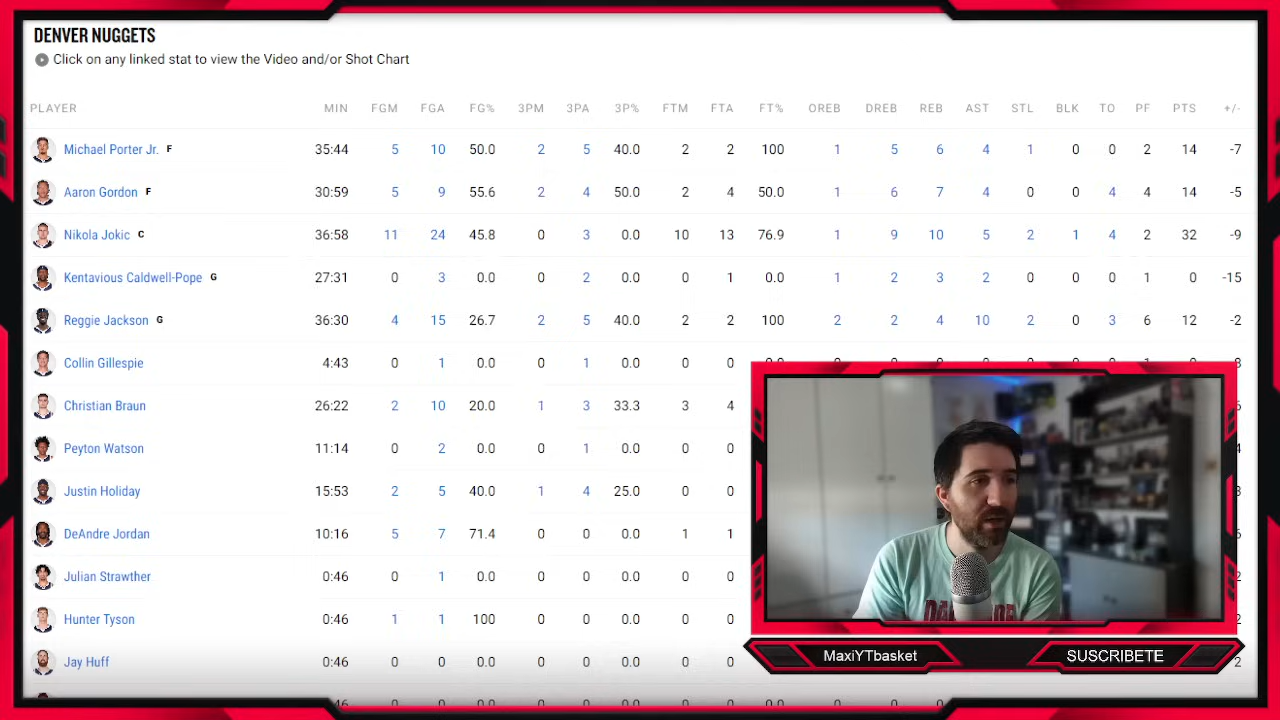 DENVER NUGGETS
Click on any linked stat to view the Video and/or Shot Chart
PLAYER MIN FGM FGA FG% 3PM 3PA 3P% FTM FTA FT% OREB DREB REB AST STL BLK TO PF PTS +/-
Michael Porter Jr. F 35:44 5 10 50.0 2 5 40.0 2 2 100 1 5 6 4 1 0 0 2 14 -7
Aaron Gordon F 30:59 5 9 55.6 2 4 50.0 2 4 50.0 1 6 7 4 0 0 4 4 14 -5
Nikola Jokic C 36:58 11 24 45.8 0 3 0.0 10 13 76.9 1 9 10 5 2 1 4 2 32 -9
Kentavious Caldwell-Pope G 27:31 0 3 0.0 0 2 0.0 0 1 0.0 1 2 3 2 0 0 0 1 0 -15
Reggie Jackson G 36:30 4 15 26.7 2 5 40.0 2 2 100 2 2 4 10 2 0 3 6 12 -2
Collin Gillespie 4:43 0 1 0.0 0 1 0.0 0 0
Christian Braun 26:22 2 10 20.0 1 3 33.3 3 4
Peyton Watson 11:14 0 2 0.0 0 1 0.0 0 0
Justin Holiday 15:53 2 5 40.0 1 4 25.0 0 0
DeAndre Jordan 10:16 5 7 71.4 0 0 0.0 1 1
Julian Strawther 0:46 0 1 0.0 0 0 0.0 0 0
Hunter Tyson 0:46 1 1 100 0 0 0.0 0 0
Jay Huff 0:46 0 0 0.0 0 0 0.0 0 0 2
MaxiYTbasket
SUSCRIBETE